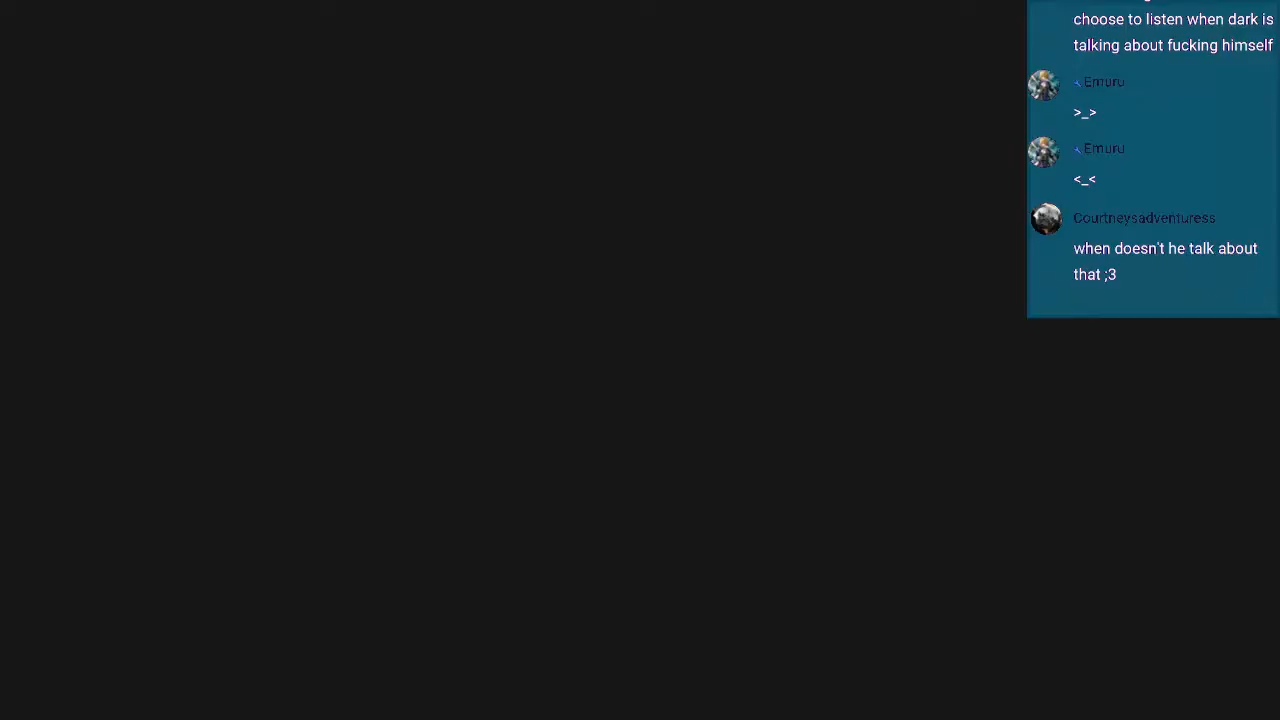 choose to listen when dark is
talking about fucking himself
Emuru
>_>
Emuru
<_<
Courtneysadventuress
when doesn't he talk about
that ;3